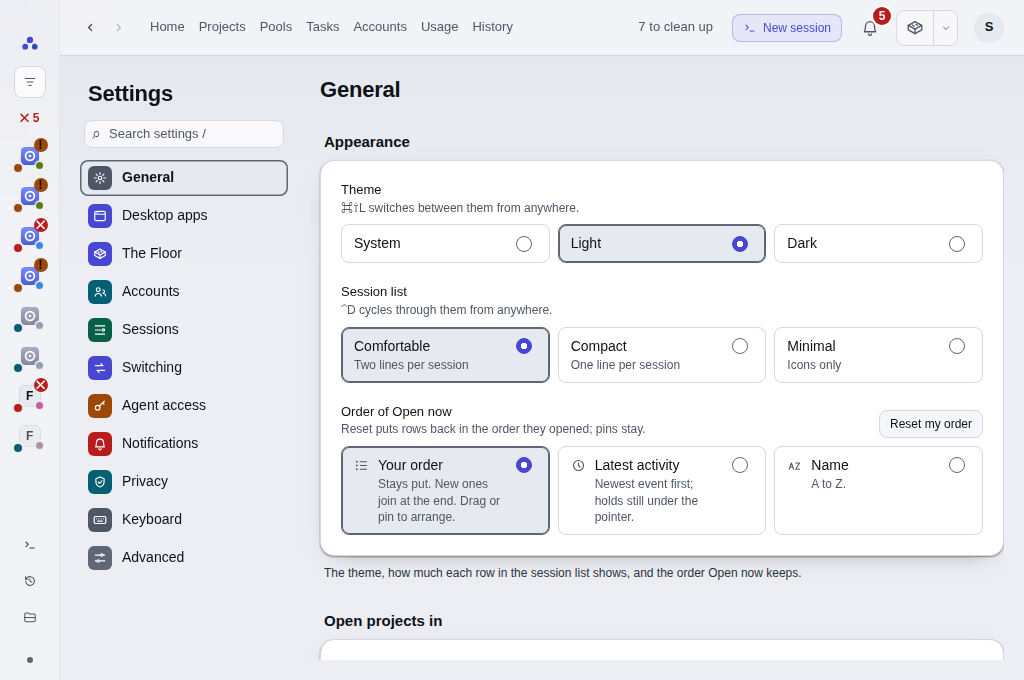 Home Projects Pools Tasks Accounts Usage History
7 to clean up
New session
5
S
5
!
!
!
F
F
Settings
Search settings /
General
Desktop apps
The Floor
Accounts
Sessions
Switching
Agent access
Notifications
Privacy
Keyboard
Advanced
General
Appearance
Theme
⌘⇧L switches between them from anywhere.
System
Light
Dark
Session list
^D cycles through them from anywhere.
Comfortable
Two lines per session
Compact
One line per session
Minimal
Icons only
Order of Open now
Reset puts rows back in the order they opened; pins stay.
Reset my order
Your order
Stays put. New ones
join at the end. Drag or
pin to arrange.
Latest activity
Newest event first;
holds still under the
pointer.
AZ
Name
A to Z.
The theme, how much each row in the session list shows, and the order Open now keeps.
Open projects in